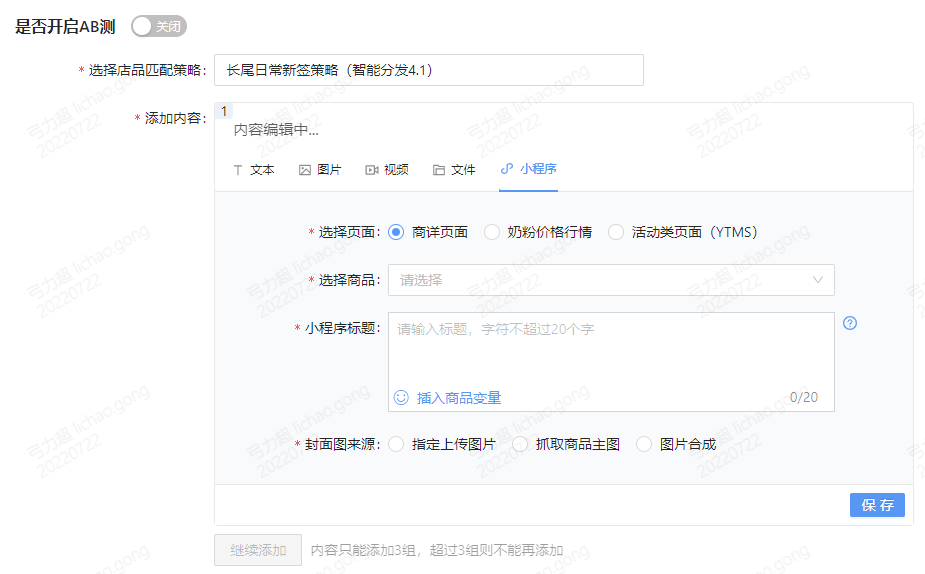 是否开启AB测 关闭
* 选择店品匹配策略: 长尾日常新签策略（智能分发4.1）
* 添加内容: 1
内容编辑中...
文本 图片 视频 文件 小程序
* 选择页面: 商详页面 奶粉价格行情 活动类页面（YTMS）
* 选择商品: 请选择
* 小程序标题: 请输入标题，字符不超过20个字
插入商品变量 0/20
* 封面图来源: 指定上传图片 抓取商品主图 图片合成
保存
继续添加 内容只能添加3组，超过3组则不能再添加
弓力超 lichao.gong
20220722